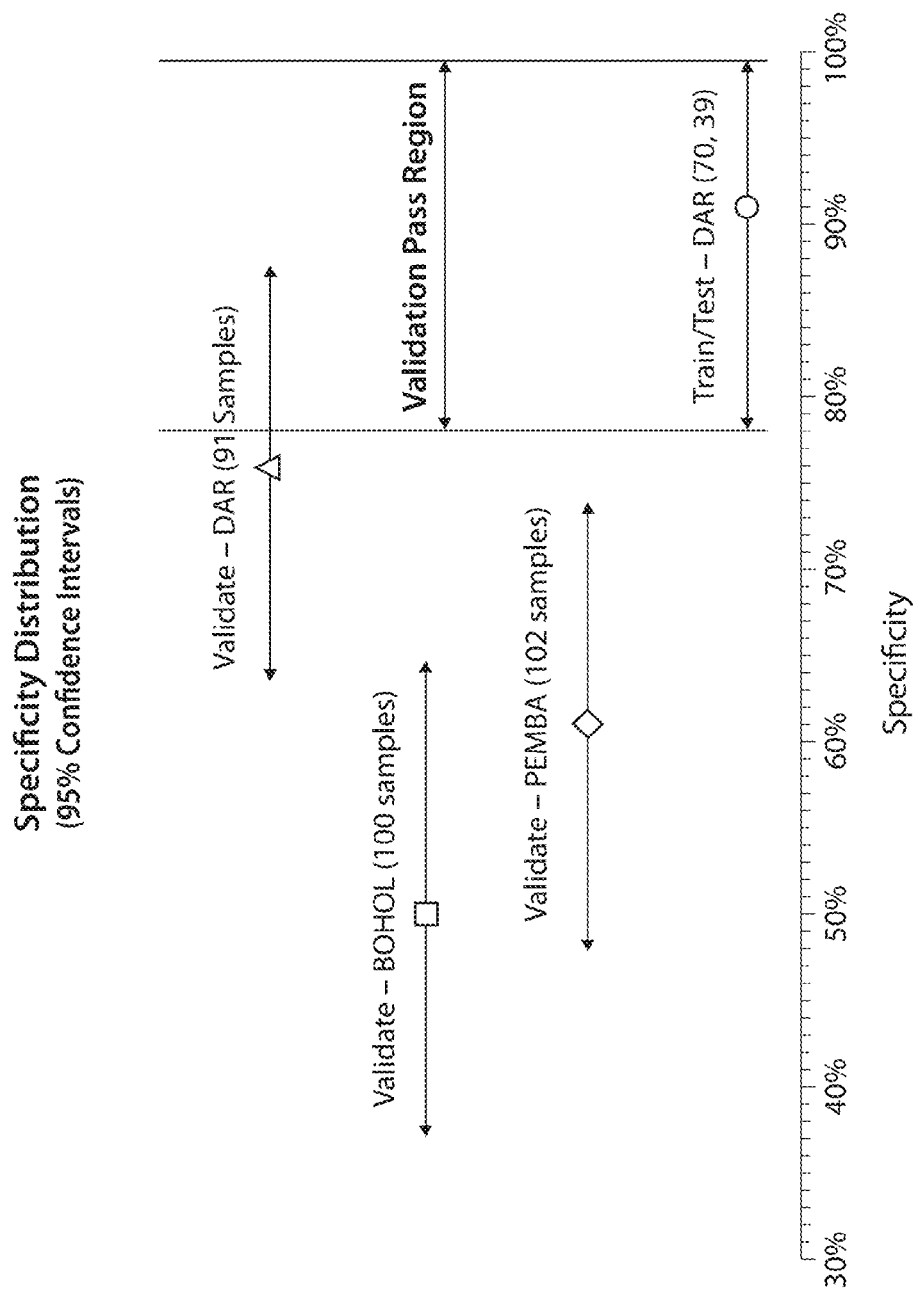 Specificity Distribution
(95% Confidence Intervals)
Validate – DAR (91 Samples)
Validate – BOHOL (100 samples)
Validation Pass Region
Validate – PEMBA (102 samples)
Train/Test – DAR (70, 39)
30% 40% 50% 60% 70% 80% 90% 100%
Specificity